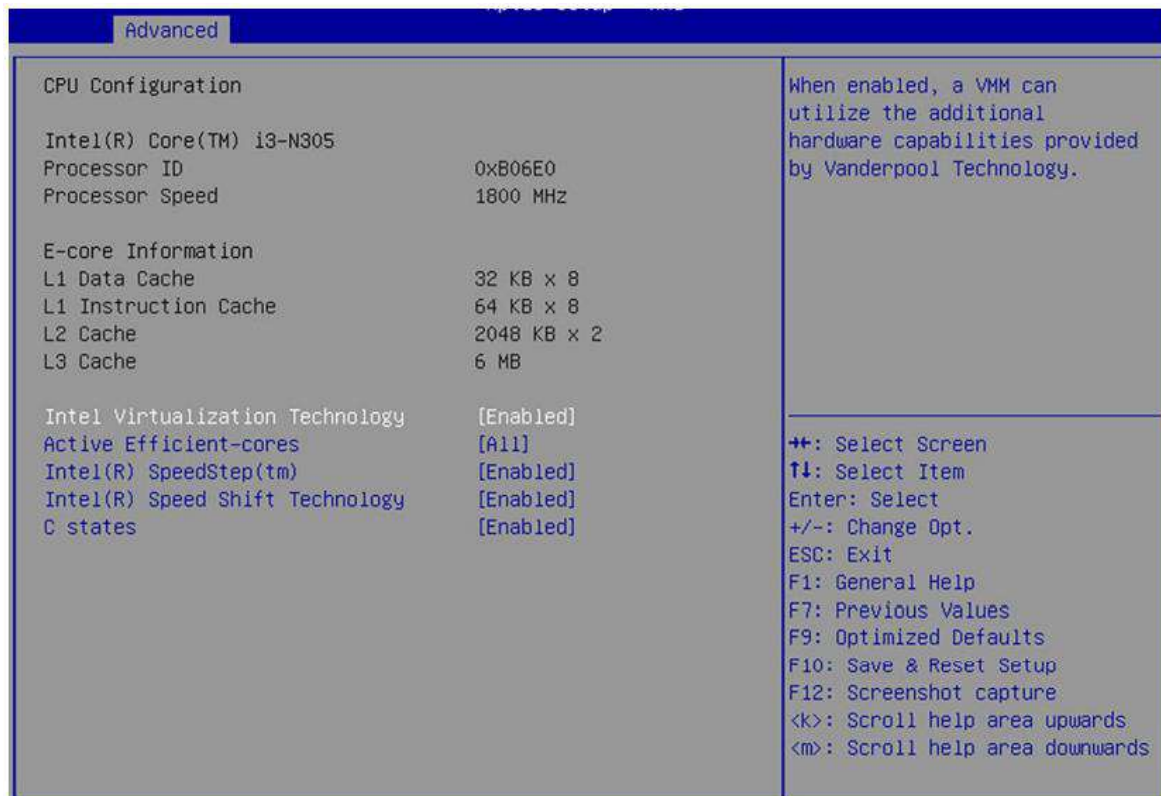 Advanced
CPU Configuration
Intel(R) Core(TM) i3-N305
Processor ID 0xB06E0
Processor Speed 1800 MHz
E-core Information
L1 Data Cache 32 KB x 8
L1 Instruction Cache 64 KB x 8
L2 Cache 2048 KB x 2
L3 Cache 6 MB
Intel Virtualization Technology [Enabled]
Active Efficient-cores [All]
Intel(R) SpeedStep(tm) [Enabled]
Intel(R) Speed Shift Technology [Enabled]
C states [Enabled]
When enabled, a VMM can
utilize the additional
hardware capabilities provided
by Vanderpool Technology.
→←: Select Screen
↑↓: Select Item
Enter: Select
+/-: Change Opt.
ESC: Exit
F1: General Help
F7: Previous Values
F9: Optimized Defaults
F10: Save & Reset Setup
F12: Screenshot capture
<k>: Scroll help area upwards
<m>: Scroll help area downwards